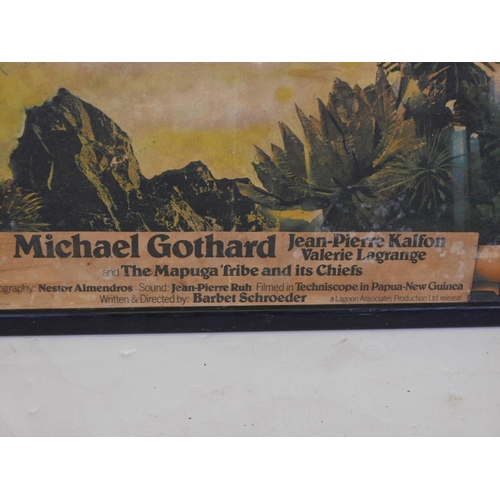 Michael Gothard Jean-Pierre Kalfon
Valerie Lagrange
and The Mapuga Tribe and its Chiefs
ography: Nestor Almendros Sound: Jean-Pierre Ruh Filmed in Techniscope in Papua-New Guinea
Written & Directed by: Barbet Schroeder a Lagoon Associates Production Ltd release